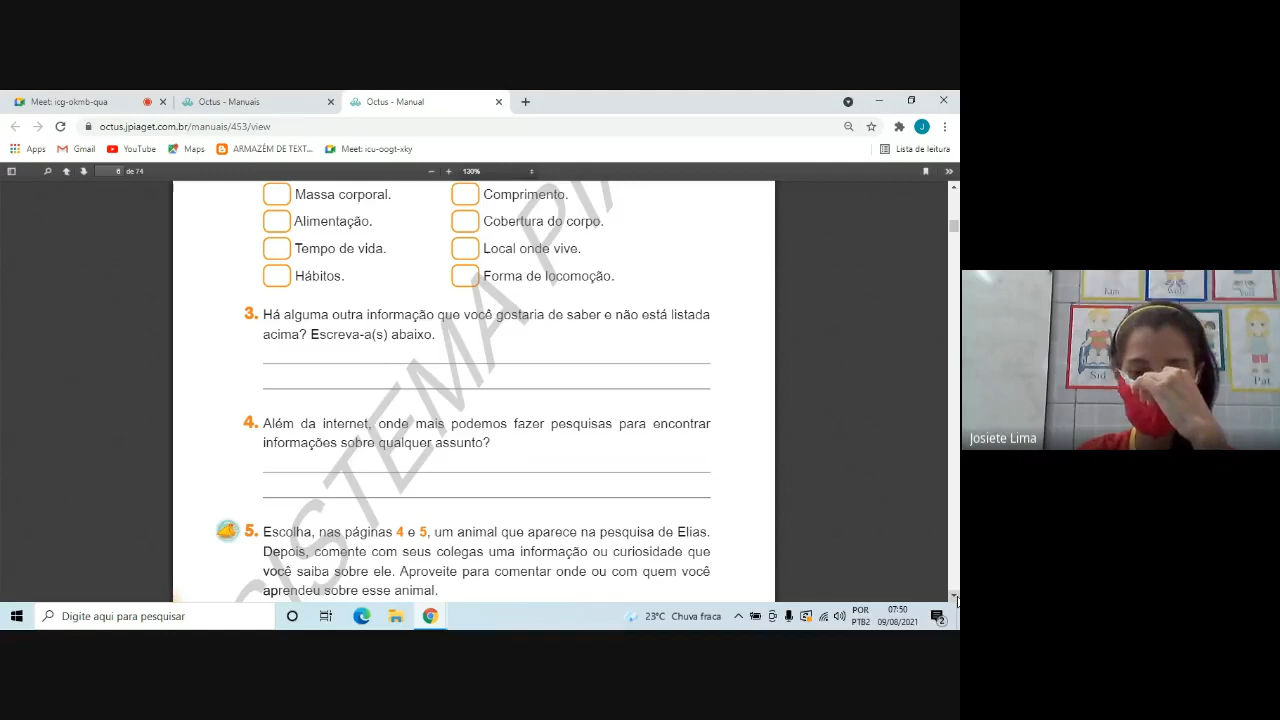 Meet: icg-okmb-qua
Octus - Manuais
Octus - Manual
octus.jpiaget.com.br/manuais/453/view
Apps
Gmail
YouTube
Maps
ARMAZÉM DE TEXT...
Meet: icu-oogt-xky
Lista de leitura
6 de 74
130%
Massa corporal.
Comprimento.
Alimentação.
Cobertura do corpo.
Tempo de vida.
Local onde vive.
Hábitos.
Forma de locomoção.
3. Há alguma outra informação que você gostaria de saber e não está listada
acima? Escreva-a(s) abaixo.
4. Além da internet, onde mais podemos fazer pesquisas para encontrar
informações sobre qualquer assunto?
5. Escolha, nas páginas 4 e 5, um animal que aparece na pesquisa de Elias.
Depois, comente com seus colegas uma informação ou curiosidade que
você saiba sobre ele. Aproveite para comentar onde ou com quem você
aprendeu sobre esse animal.
SISTEMA PI
Digite aqui para pesquisar
23°C Chuva fraca
POR
PTB2
07:50
09/08/2021
2
Kim
Sid
Pat
Josiete Lima